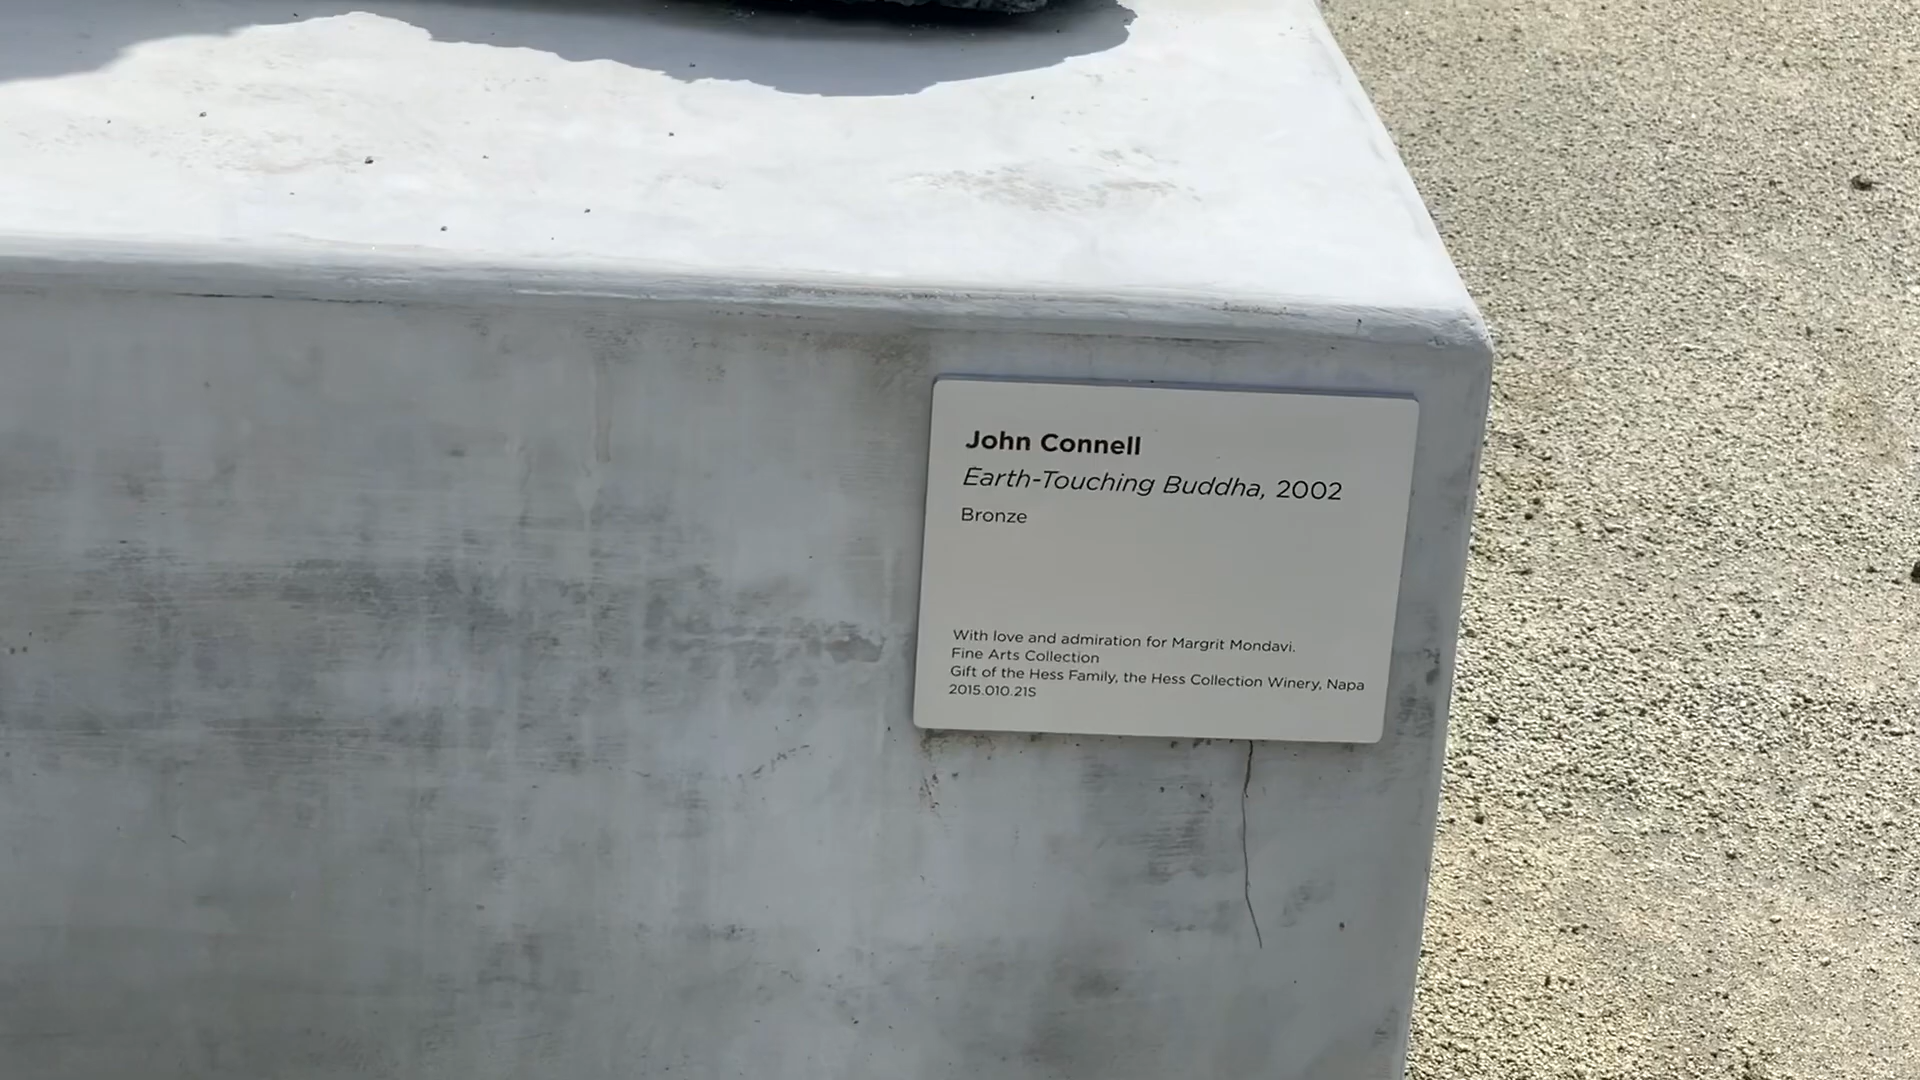 John Connell
Earth-Touching Buddha, 2002
Bronze
With love and admiration for Margrit Mondavi.
Fine Arts Collection
Gift of the Hess Family, the Hess Collection Winery, Napa
2015.010.21S